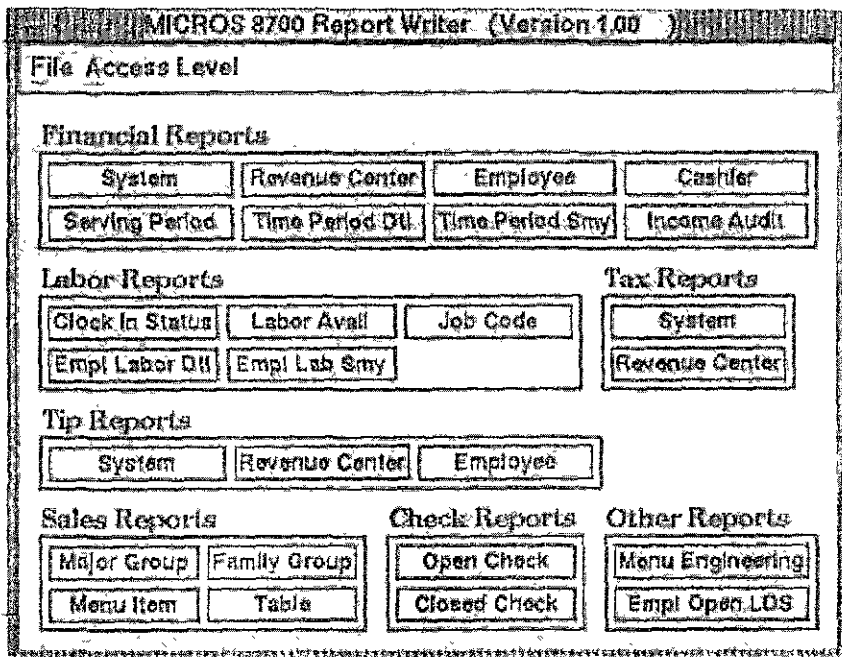 MICROS 8700 Report Writer (Version 1.00 )
File Access Level
Financial Reports
System Revenue Center Employee Cashier
Serving Period Time Period Dtl Time Period Smy Income Audit
Labor Reports Tax Reports
Clock In Status Labor Avail Job Code System
Empl Labor Dtl Empl Lab Smy Revenue Center
Tip Reports
System Revenue Center Employee
Sales Reports Check Reports Other Reports
Major Group Family Group Open Check Menu Engineering
Menu Item Table Closed Check Empl Open LDS